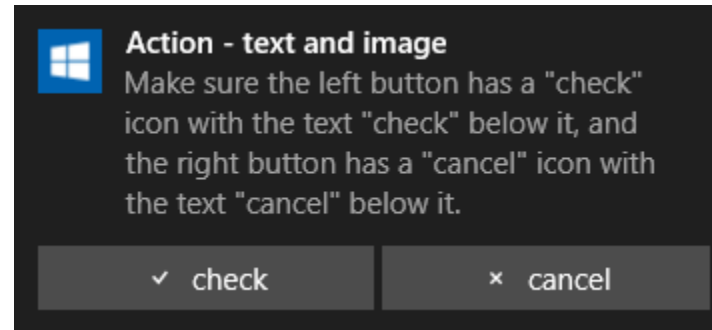 Action - text and image
Make sure the left button has a "check"
icon with the text "check" below it, and
the right button has a "cancel" icon with
the text "cancel" below it.
check
cancel